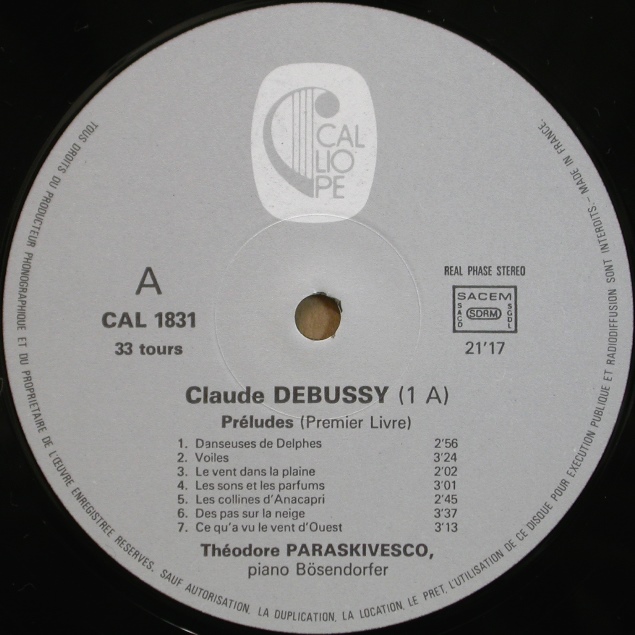 CAL
LIO
PE
A
CAL 1831
33 tours
REAL PHASE STEREO
SACEM
SACD SDRM SGDL
21'17
Claude DEBUSSY (1 A)
Préludes (Premier Livre)
1. Danseuses de Delphes 2'56
2. Voiles 3'24
3. Le vent dans la plaine 2'02
4. Les sons et les parfums 3'01
5. Les collines d'Anacapri 2'45
6. Des pas sur la neige 3'37
7. Ce qu'a vu le vent d'Ouest 3'13
Théodore PARASKIVESCO,
piano Bösendorfer
TOUS DROITS DU PRODUCTEUR PHONOGRAPHIQUE ET DU PROPRIETAIRE DE L'ŒUVRE ENREGISTREE RESERVES. SAUF AUTORISATION, LA DUPLICATION, LA LOCATION, LE PRET, L'UTILISATION DE CE DISQUE POUR EXECUTION PUBLIQUE ET RADIODIFFUSION SONT INTERDITS - MADE IN FRANCE.